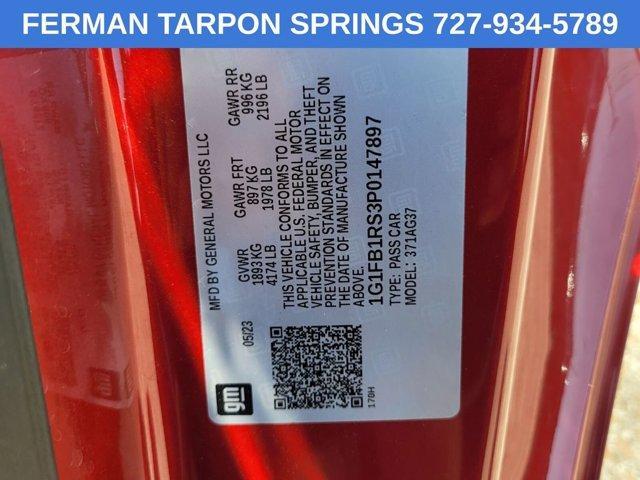 FERMAN TARPON SPRINGS 727-934-5789
MFD BY GENERAL MOTORS LLC
05/23
GVWR GAWR FRT GAWR RR
1893 KG 897 KG 996 KG
4174 LB 1978 LB 2196 LB
THIS VEHICLE CONFORMS TO ALL
APPLICABLE U.S. FEDERAL MOTOR
VEHICLE SAFETY, BUMPER, AND THEFT
PREVENTION STANDARDS IN EFFECT ON
THE DATE OF MANUFACTURE SHOWN
ABOVE.
1G1FB1RS3P0147897
TYPE: PASS CAR
MODEL: 371AG37
gm
170H